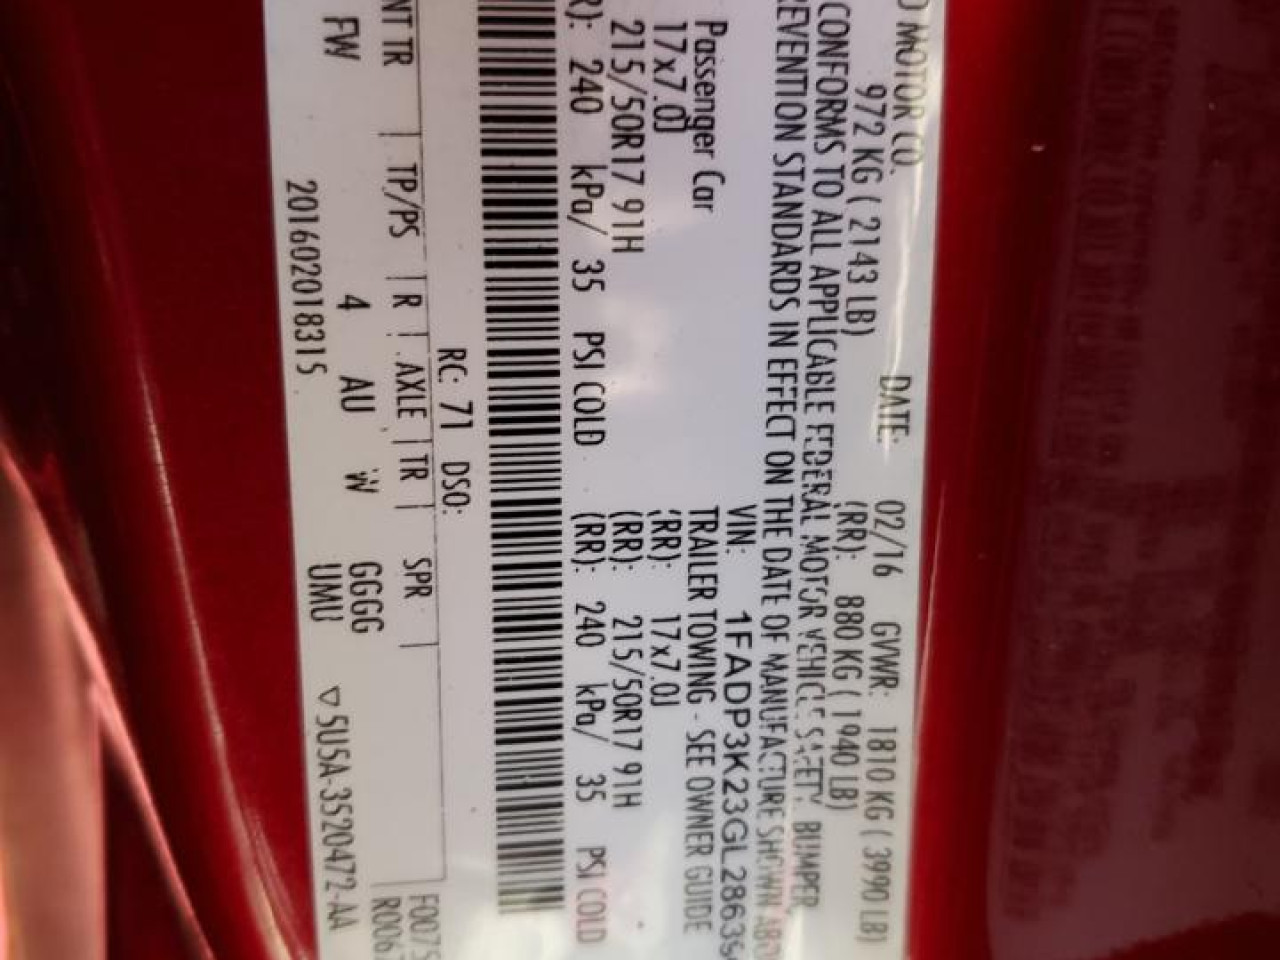 MOTOR CO. DATE: 02/16 GVWR: 1810 KG ( 3990 LB)
972 KG ( 2143 LB) (RR): 880 KG ( 1940 LB)
CONFORMS TO ALL APPLICABLE FEDERAL MOTOR VEHICLE SAFETY, BUMPER
STANDARDS IN EFFECT ON THE DATE OF MANUFACTURE SHOWN
VIN: 1FADP3K23GL28639
Passenger Car TRAILER TOWING - SEE OWNER GUIDE
17x7.0J (RR): 17x7.0J
215/50R17 91H (RR): 215/50R17 91H
240 kPa/ 35 PSI COLD (RR): 240 kPa/ 35 PSI COLD
RC: 71 DSO:
NT TR | TP/PS | R | AXLE | TR | SPR | F0075
FW 4 AU W GGGG R006
201602018315 UMU ▽5U5A-3520472-AA